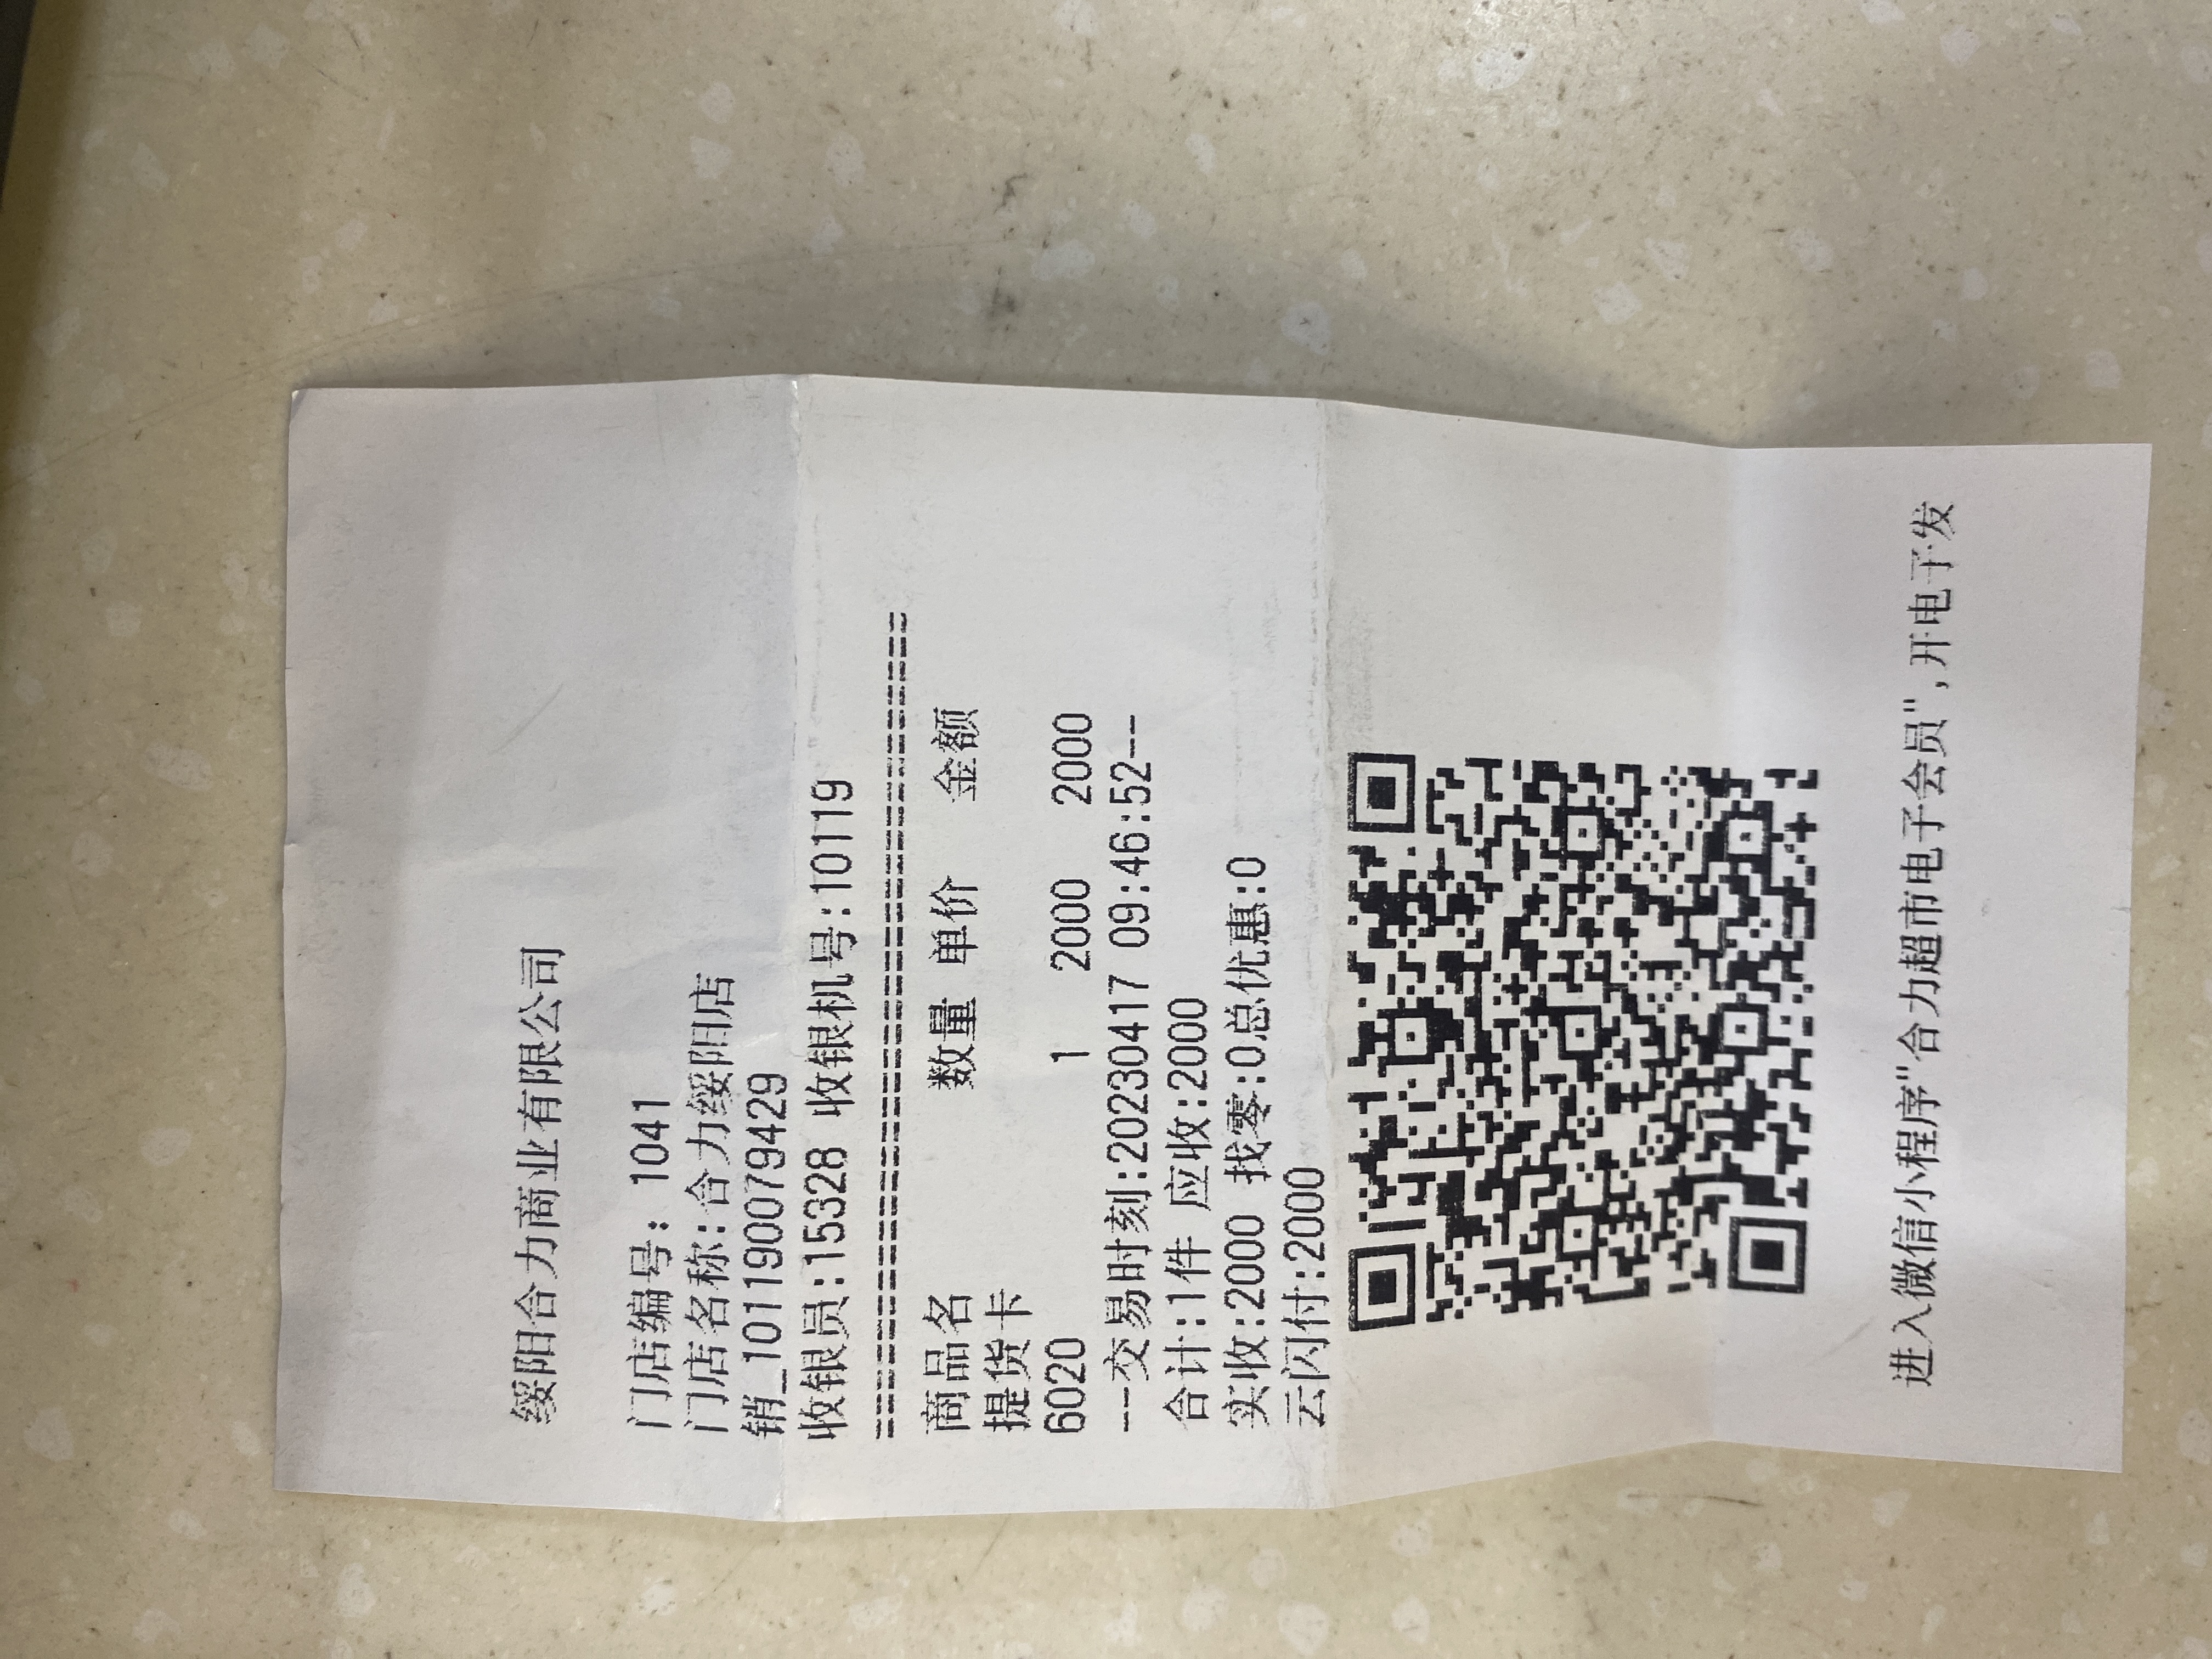 绥阳合力商业有限公司
门店编号: 1041
门店名称:合力绥阳店
销_101190079429
收银员:15328 收银机号:10119
商品名 数量 单价 金额
提货卡
6020 1 2000 2000
--交易时刻:20230417 09:46:52--
合计:1件 应收:2000
实收:2000 找零:0总优惠:0
云闪付:2000
进入微信小程序"合力超市电子会员",开电子发